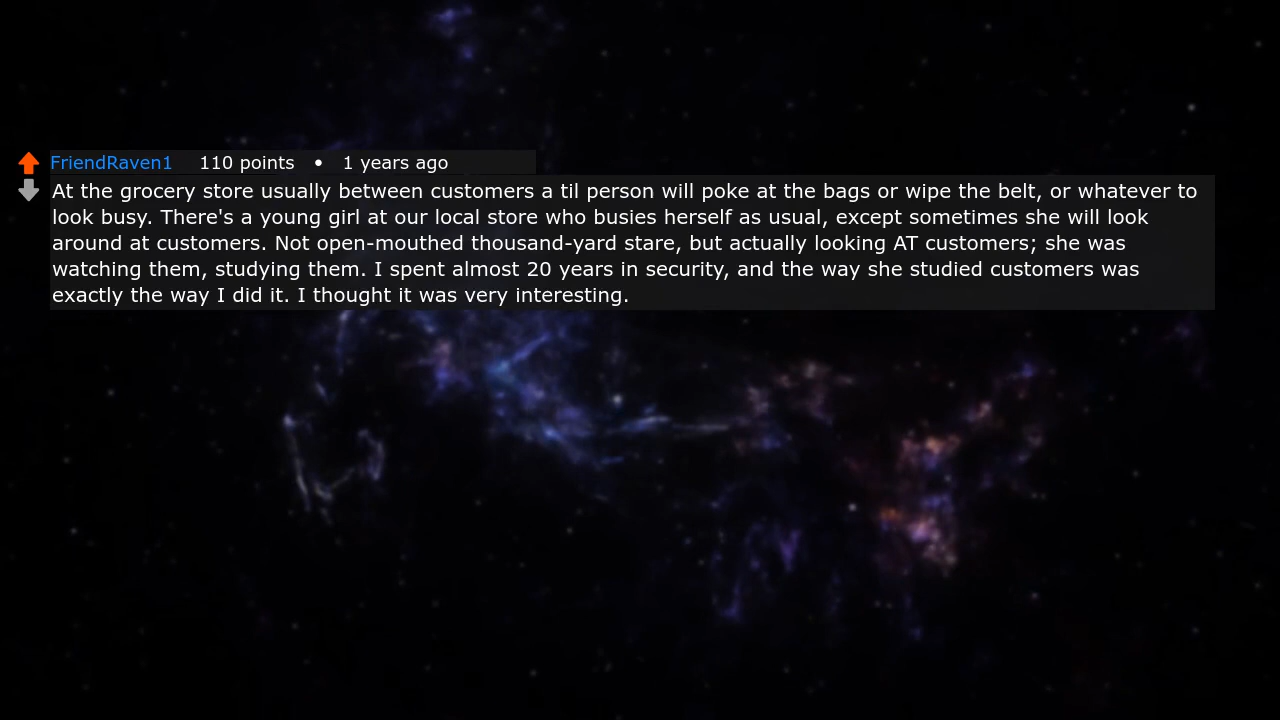 FriendRaven1 110 points • 1 years ago
At the grocery store usually between customers a til person will poke at the bags or wipe the belt, or whatever to
look busy. There's a young girl at our local store who busies herself as usual, except sometimes she will look
around at customers. Not open-mouthed thousand-yard stare, but actually looking AT customers; she was
watching them, studying them. I spent almost 20 years in security, and the way she studied customers was
exactly the way I did it. I thought it was very interesting.